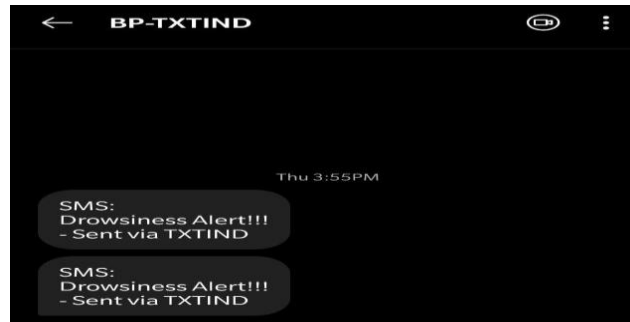 BP-TXTIND
Thu 3:55PM
SMS:
Drowsiness Alert!!!
- Sent via TXTIND
SMS:
Drowsiness Alert!!!
- Sent via TXTIND